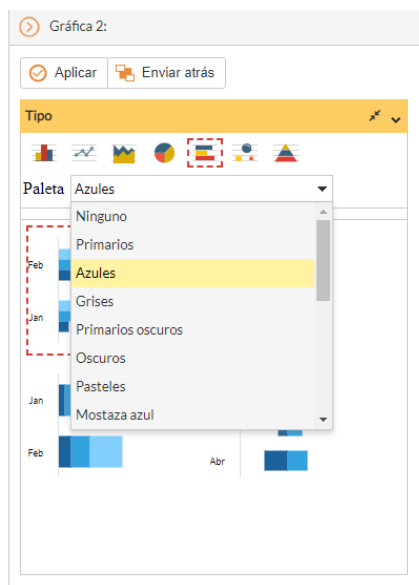 Gráfica 2:
Aplicar Enviar atrás
Tipo
Paleta Azules
Ninguno
Primarios
Feb
Azules
Grises
Jan
Primarios oscuros
Oscuros
Pasteles
Jan
Mostaza azul
Feb
Abr